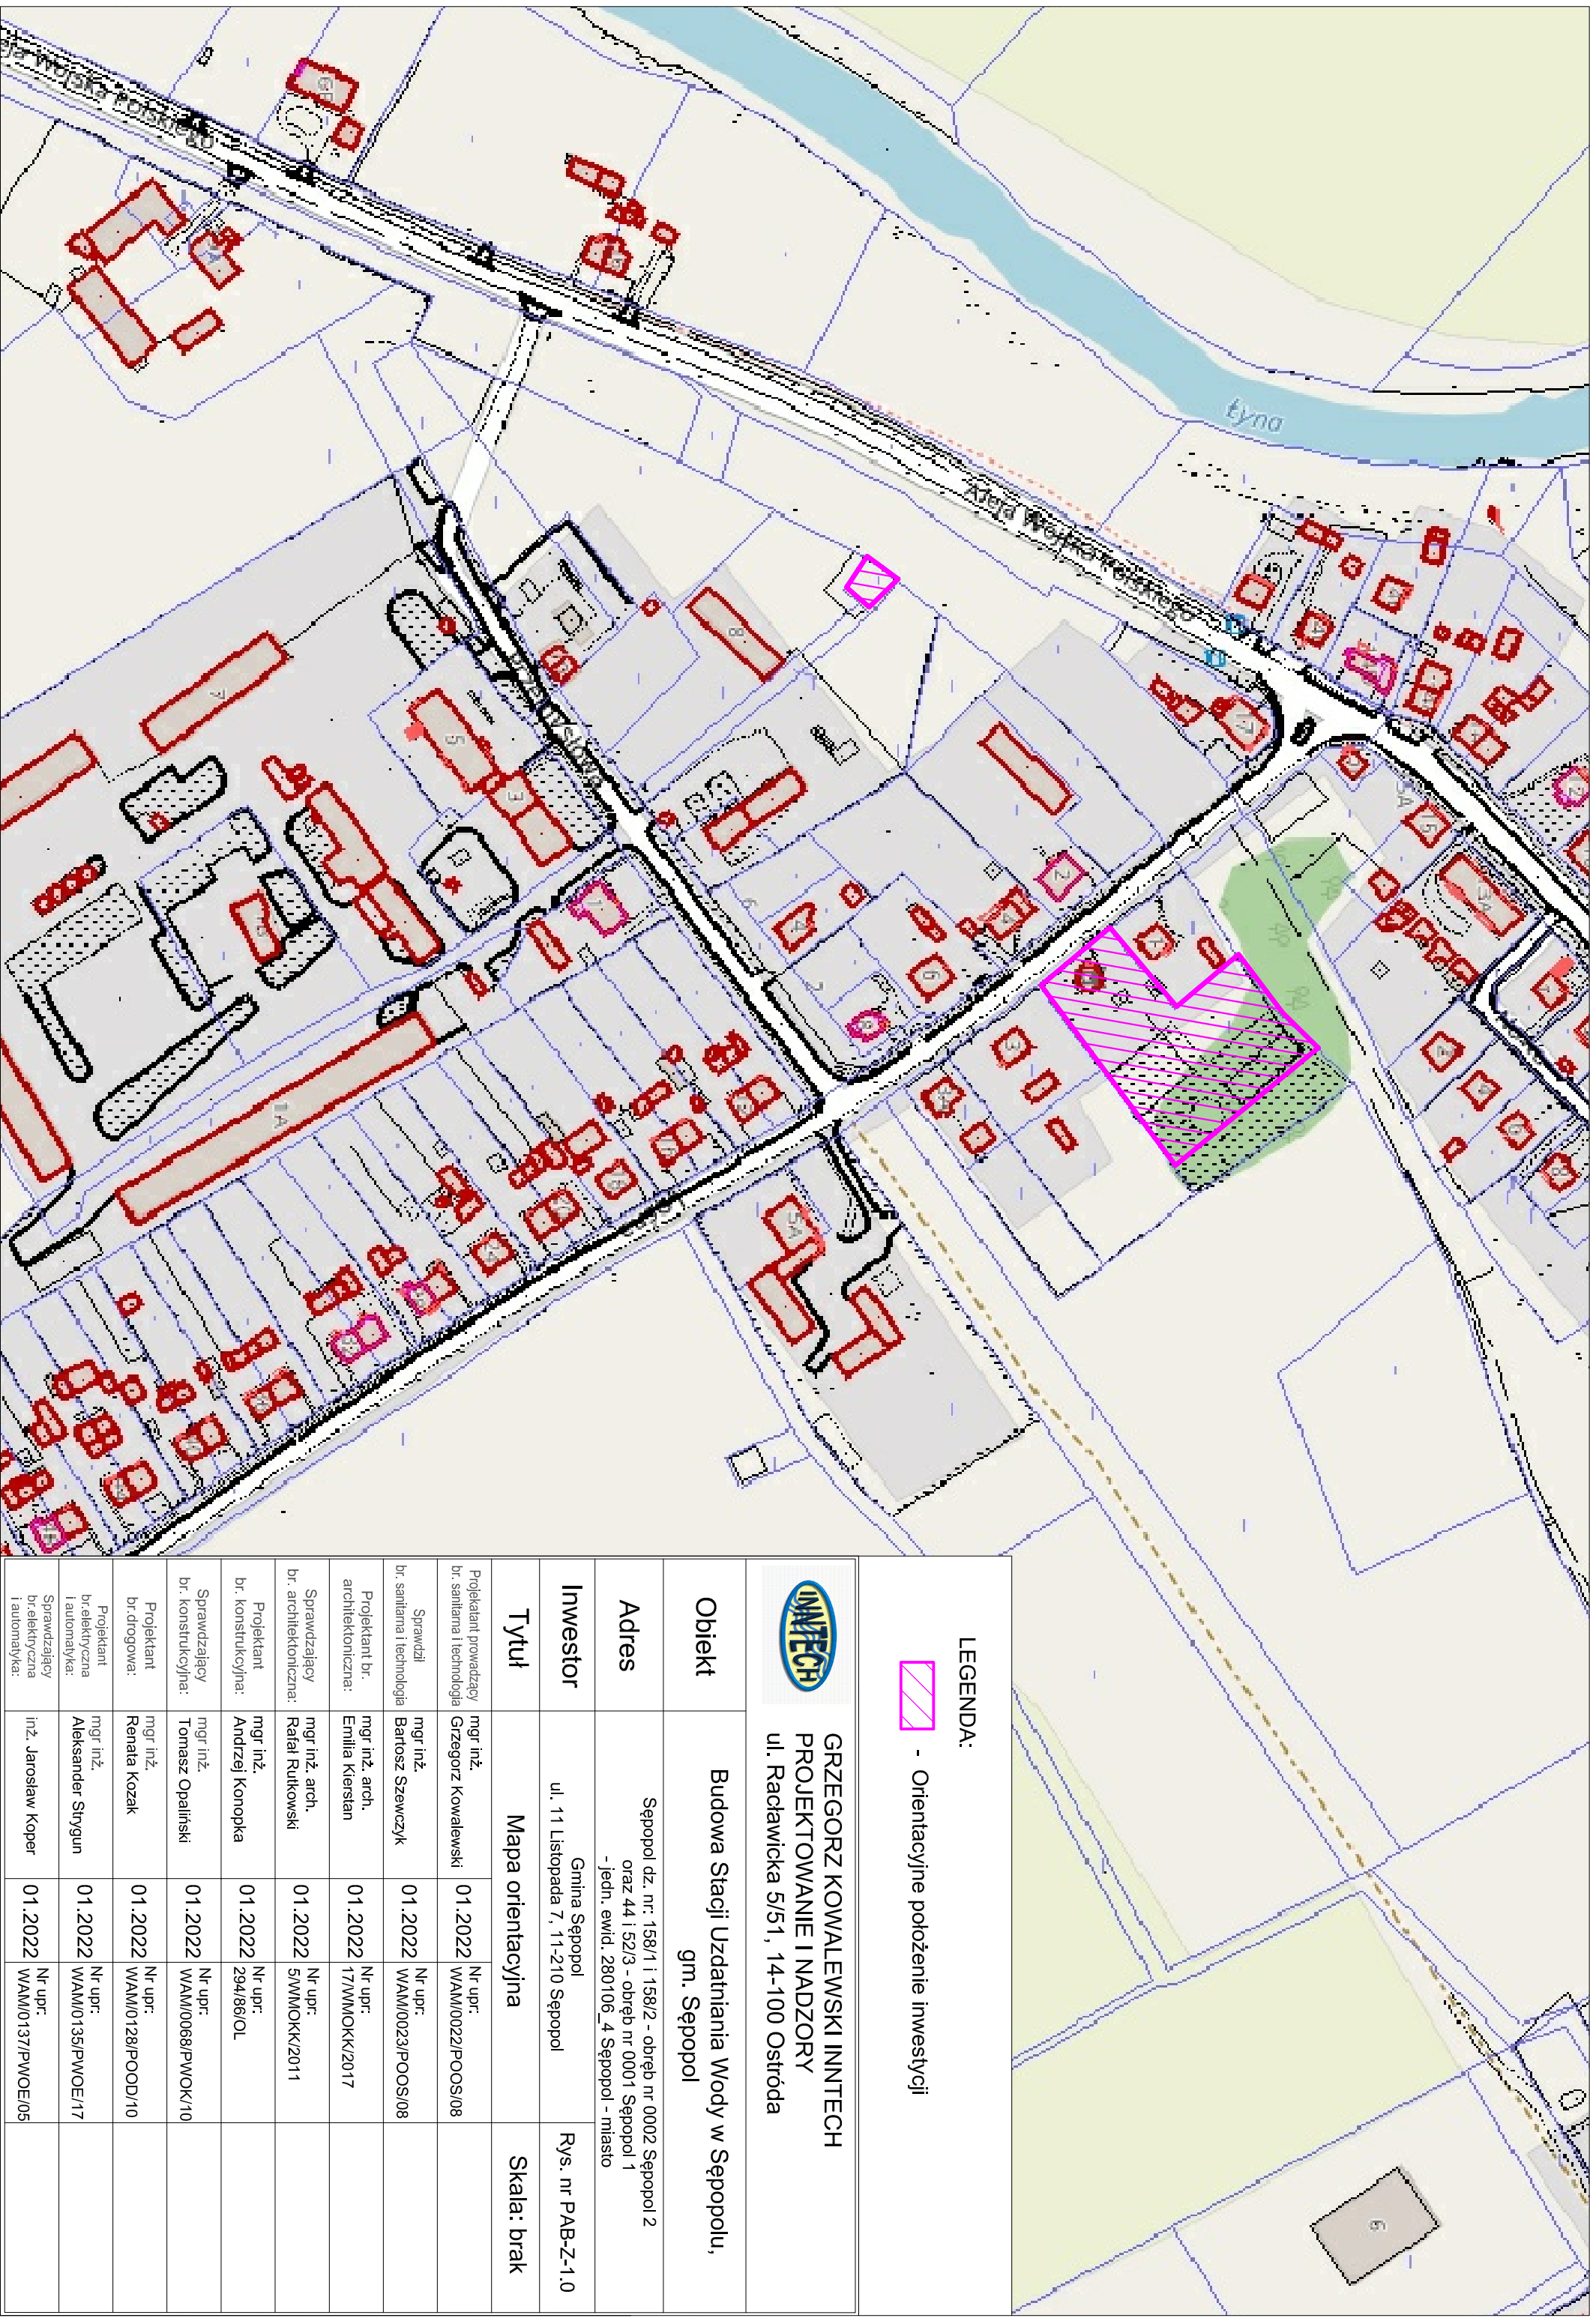 Aleja Wojska Polskiego
Aleja Wojska Polskiego
Łyna
Przemysłowa
LEGENDA:
- Orientacyjne położenie inwestycji
INNTECH
GRZEGORZ KOWALEWSKI INNTECH
PROJEKTOWANIE I NADZORY
ul. Racławicka 5/51, 14-100 Ostróda
Obiekt
Budowa Stacji Uzdatniania Wody w Sępopolu,
gm. Sępopol
Adres
Sępopol dz. nr: 158/1 i 158/2 - obręb nr 0002 Sępopol 2
oraz 44 i 52/3 - obręb nr 0001 Sępopol 1
- jedn. ewid. 280106_4 Sępopol - miasto
Inwestor
Gmina Sępopol
ul. 11 Listopada 7, 11-210 Sępopol
Rys. nr PAB-Z-1.0
Tytuł
Mapa orientacyjna
Skala: brak
Projekatant prowadzący
br. sanitarna i technologia
mgr inż.
Grzegorz Kowalewski
01.2022
Nr upr:
WAM/0022/POOS/08
Sprawdził
br. sanitarna i technologia
mgr inż.
Bartosz Szewczyk
01.2022
Nr upr:
WAM/0023/POOS/08
Projektant br.
architektoniczna:
mgr inż. arch.
Emilia Kierstan
01.2022
Nr upr:
17/WMOKK/2017
Sprawdzający
br. architektoniczna:
mgr inż. arch.
Rafał Rutkowski
01.2022
Nr upr:
5/WMOKK/2011
Projektant
br. konstrukcyjna:
mgr inż.
Andrzej Konopka
01.2022
Nr upr:
294/86/OL
Sprawdzający
br. konstrukcyjna:
mgr inż.
Tomasz Opaliński
01.2022
Nr upr:
WAM/0068/PWOK/10
Projektant
br.drogowa:
mgr inż.
Renata Kozak
01.2022
Nr upr:
WAM/0128/POOD/10
Projektant
br.elektryczna
i automatyka:
mgr inż.
Aleksander Strygun
01.2022
Nr upr:
WAM/0135/PWOE/17
Sprawdzający
br.elektryczna
i automatyka:
inż. Jarosław Koper
01.2022
Nr upr:
WAM/0137/PWOE/05
8
7
5
3
1A
5A
6